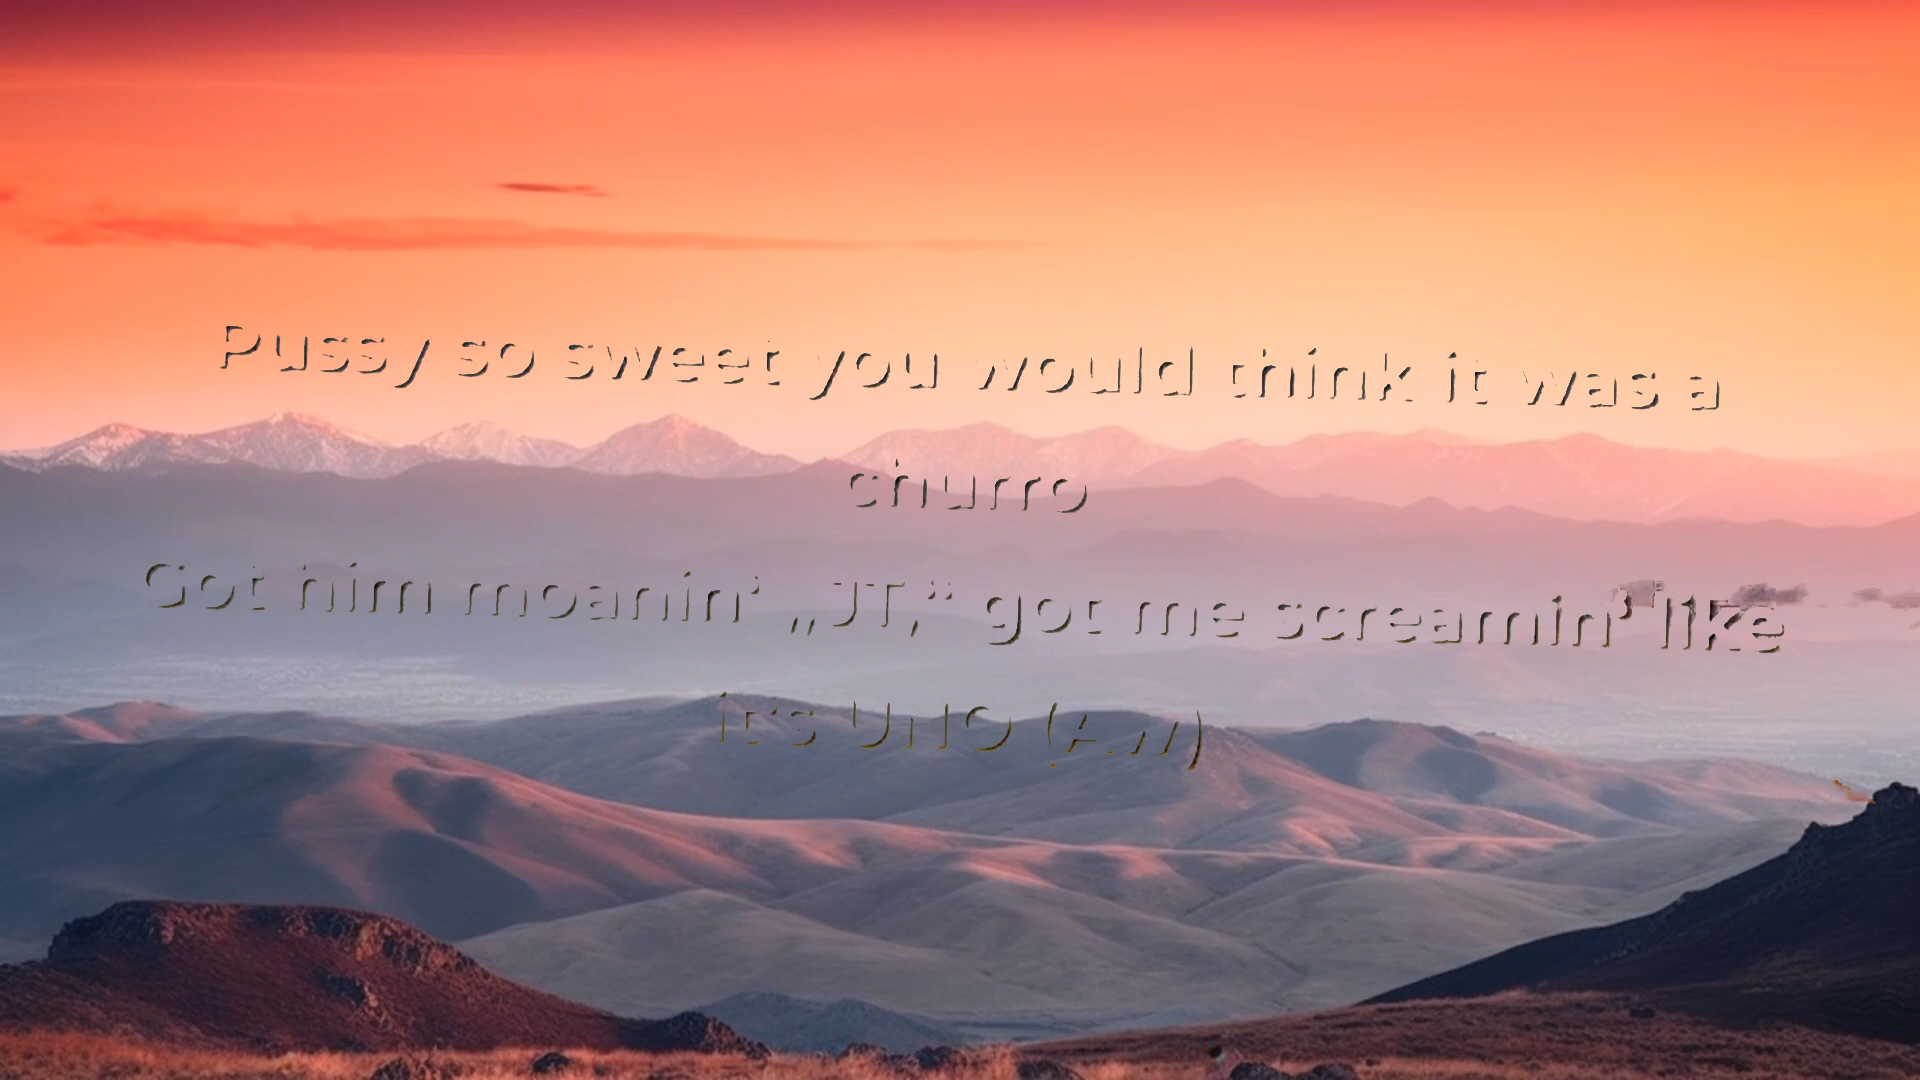 Pussy so sweet you would think it was a
churro
Got him moanin' „JT,“ got me screamin' like
it's UNO (Aw)